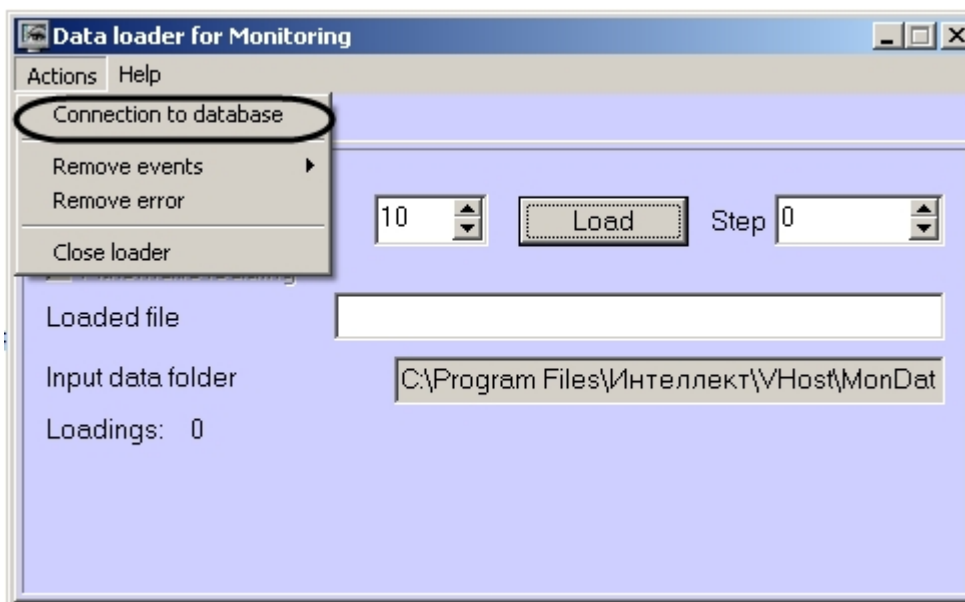 Data loader for Monitoring
Actions Help
Connection to database
Remove events
Remove error
Close loader
10 Load Step 0
Loaded file
Input data folder C:\Program Files\Интеллект\VHost\MonDat
Loadings: 0